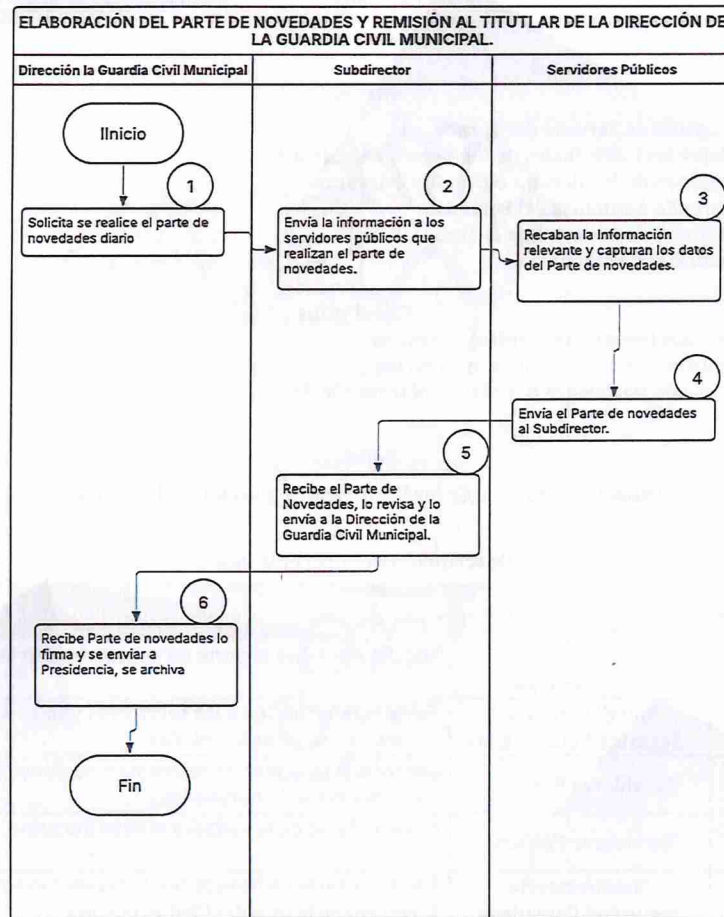 ELABORACIÓN DEL PARTE DE NOVEDADES Y REMISIÓN AL TITUTLAR DE LA DIRECCIÓN DE
LA GUARDIA CIVIL MUNICIPAL.
Dirección la Guardia Civil Municipal
Subdirector
Servidores Públicos
IInicio
1
Solicita se realice el parte de
novedades diario
2
Envía la información a los
servidores públicos que
realizan el parte de
novedades.
3
Recaban la Información
relevante y capturan los datos
del Parte de novedades.
4
Envía el Parte de novedades
al Subdirector.
5
Recibe el Parte de
Novedades, lo revisa y lo
envía a la Dirección de la
Guardia Civil Municipal.
6
Recibe Parte de novedades lo
firma y se enviar a
Presidencia, se archiva
Fin